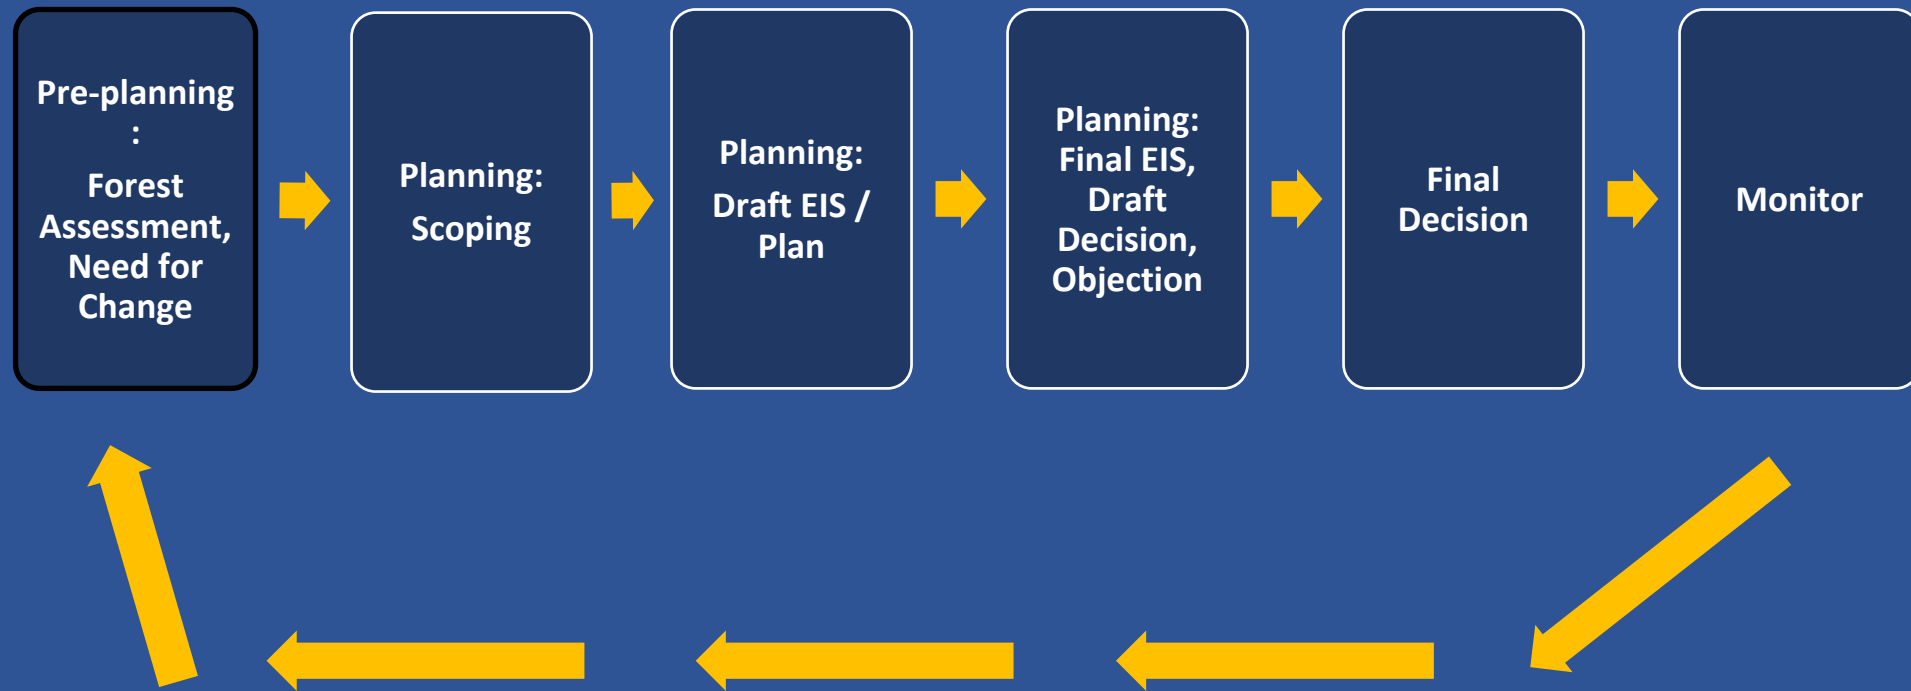 Pre-planning
:
Forest
Assessment,
Need for
Change
Planning:
Scoping
Planning:
Draft EIS /
Plan
Planning:
Final EIS,
Draft
Decision,
Objection
Final
Decision
Monitor